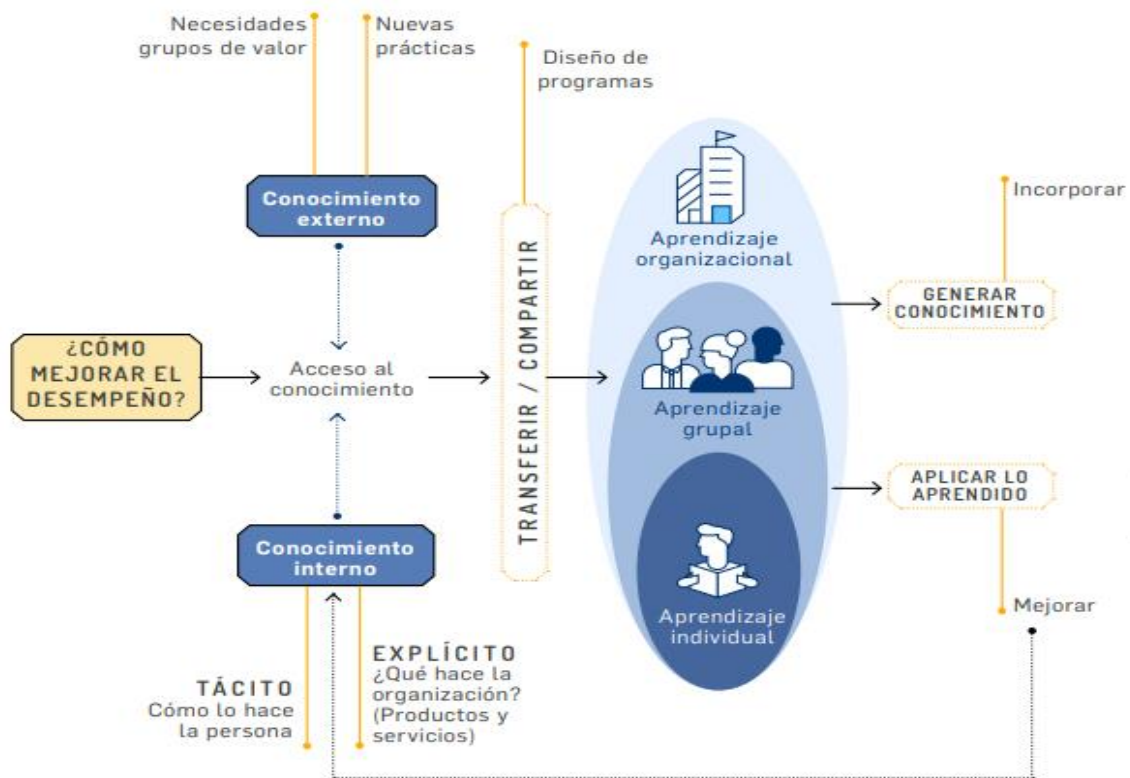 Necesidades
grupos de valor
Nuevas
prácticas
Diseño de
programas
Conocimiento
externo
¿CÓMO
MEJORAR EL
DESEMPEÑO?
Acceso al
conocimiento
TRANSFERIR / COMPARTIR
Aprendizaje
organizacional
Aprendizaje
grupal
Aprendizaje
individual
Incorporar
GENERAR
CONOCIMIENTO
APLICAR LO
APRENDIDO
Mejorar
Conocimiento
interno
TÁCITO
Cómo lo hace
la persona
EXPLÍCITO
¿Qué hace la
organización?
(Productos y
servicios)